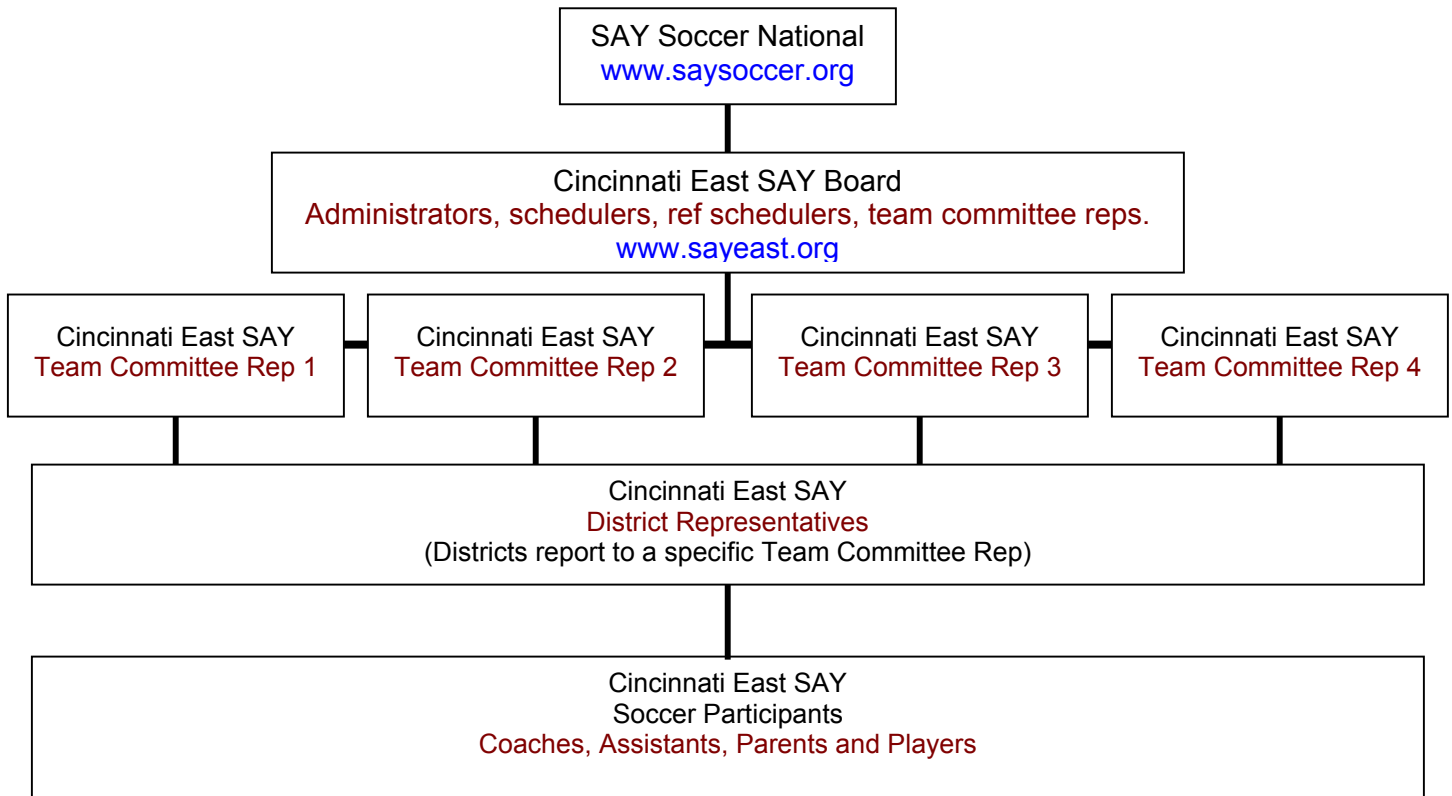 SAY Soccer National
www.saysoccer.org
Cincinnati East SAY Board
Administrators, schedulers, ref schedulers, team committee reps.
www.sayeast.org
Cincinnati East SAY
Team Committee Rep 1
Cincinnati East SAY
Team Committee Rep 2
Cincinnati East SAY
Team Committee Rep 3
Cincinnati East SAY
Team Committee Rep 4
Cincinnati East SAY
District Representatives
(Districts report to a specific Team Committee Rep)
Cincinnati East SAY
Soccer Participants
Coaches, Assistants, Parents and Players